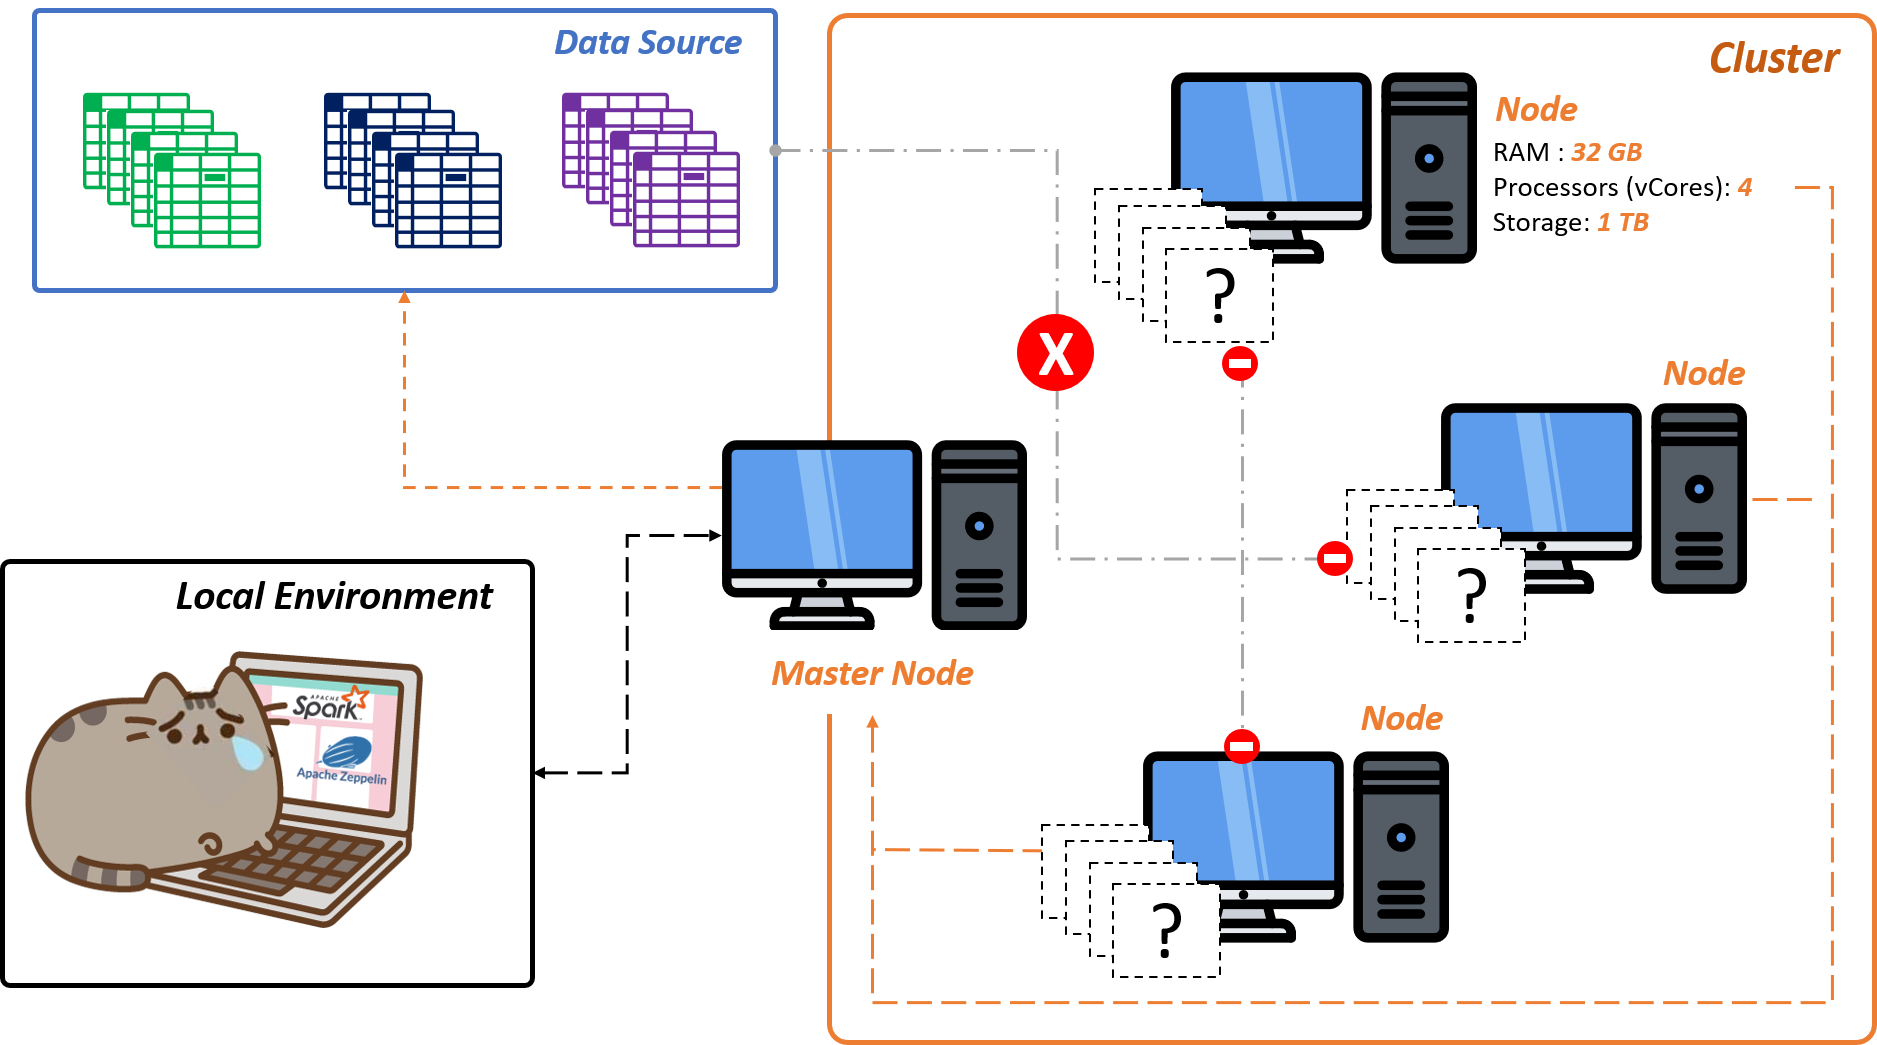 Data Source
Cluster
Node
RAM : 32 GB
Processors (vCores): 4
Storage: 1 TB
?
X
Node
?
Local Environment
Master Node
APACHE
Spark™
Apache Zeppelin
Node
?